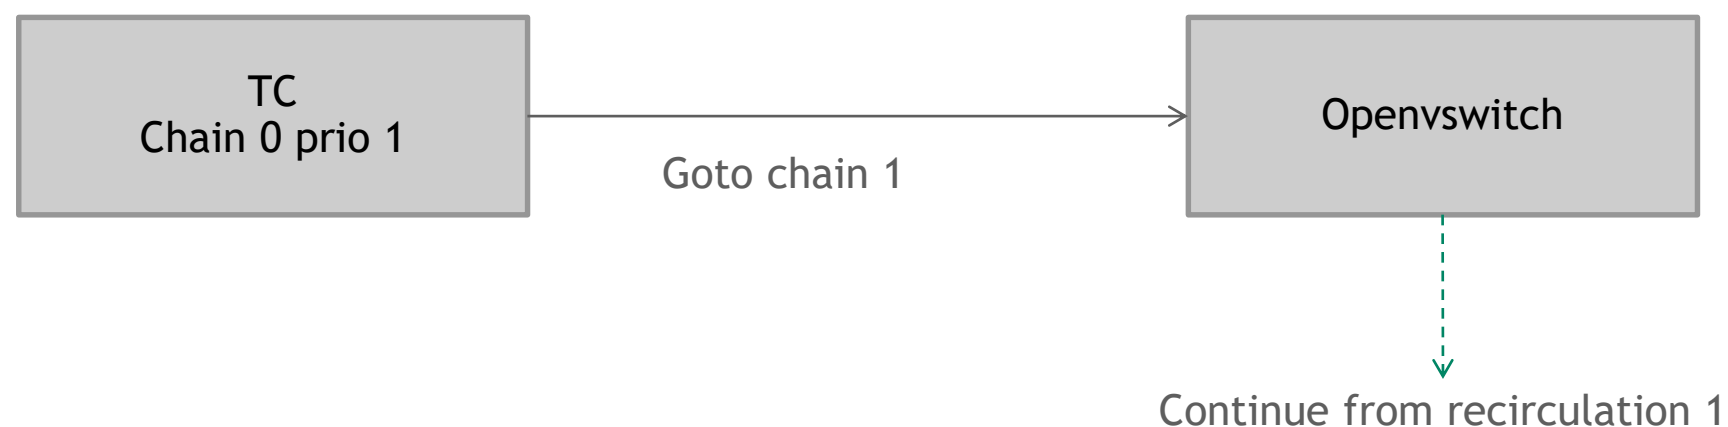 TC
Chain 0 prio 1
Openvswitch
Goto chain 1
Continue from recirculation 1